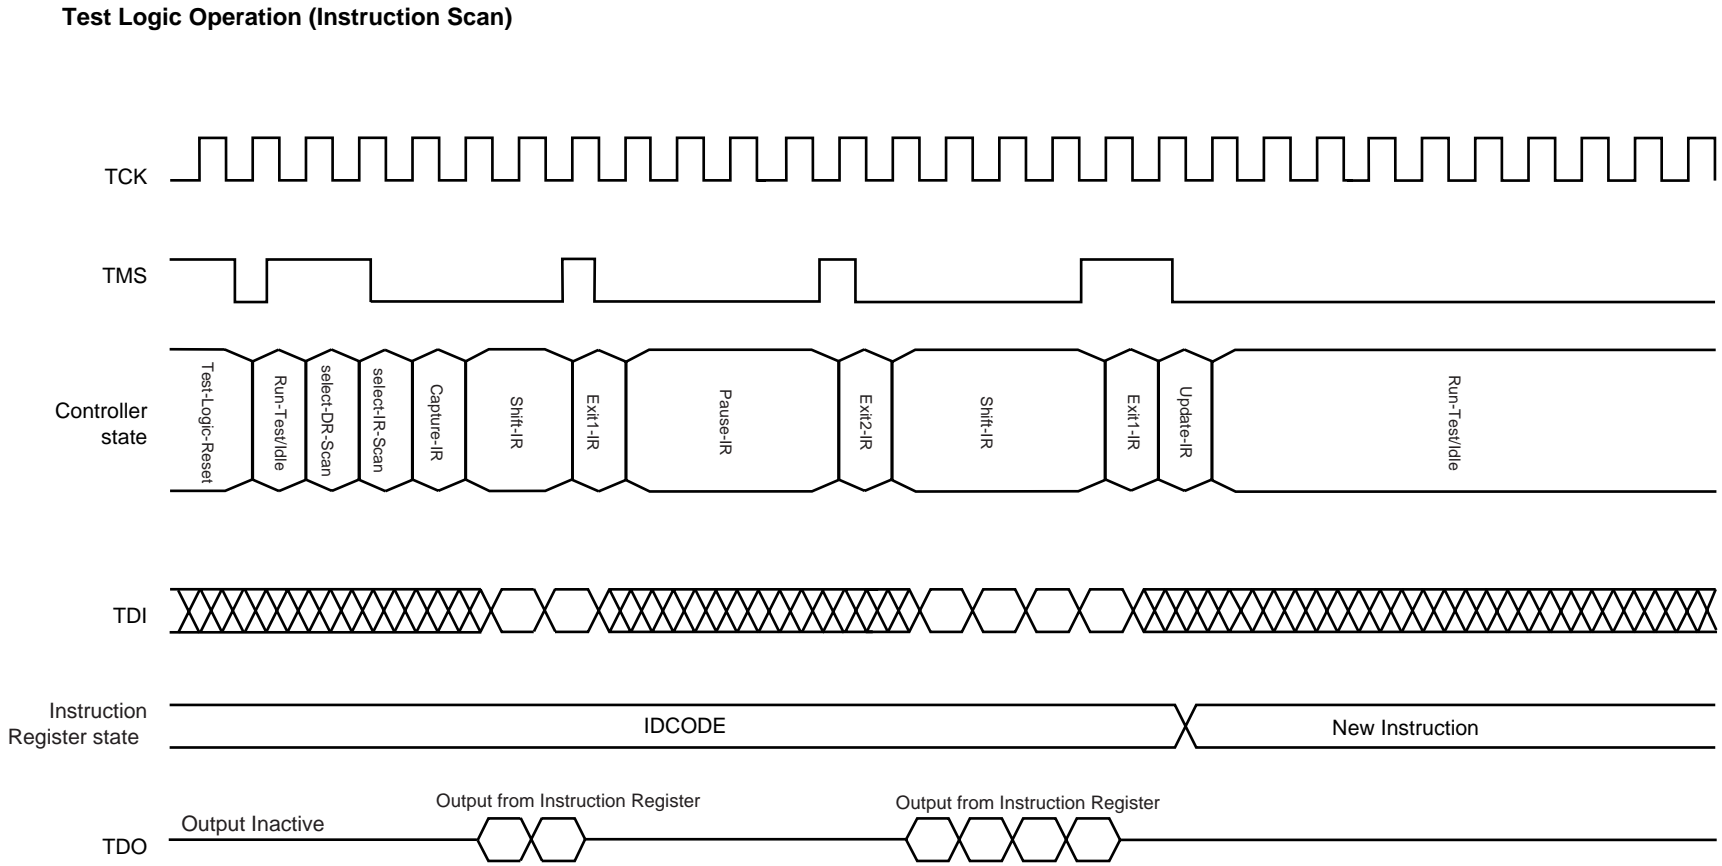 Test Logic Operation (Instruction Scan)
TCK
TMS
Controller
state
Test-Logic-Reset
Run-Test/Idle
select-DR-Scan
select-IR-Scan
Capture-IR
Shift-IR
Exit1-IR
Pause-IR
Exit2-IR
Shift-IR
Exit1-IR
Update-IR
Run-Test/Idle
TDI
Instruction
Register state
IDCODE
New Instruction
Output from Instruction Register
Output from Instruction Register
Output Inactive
TDO